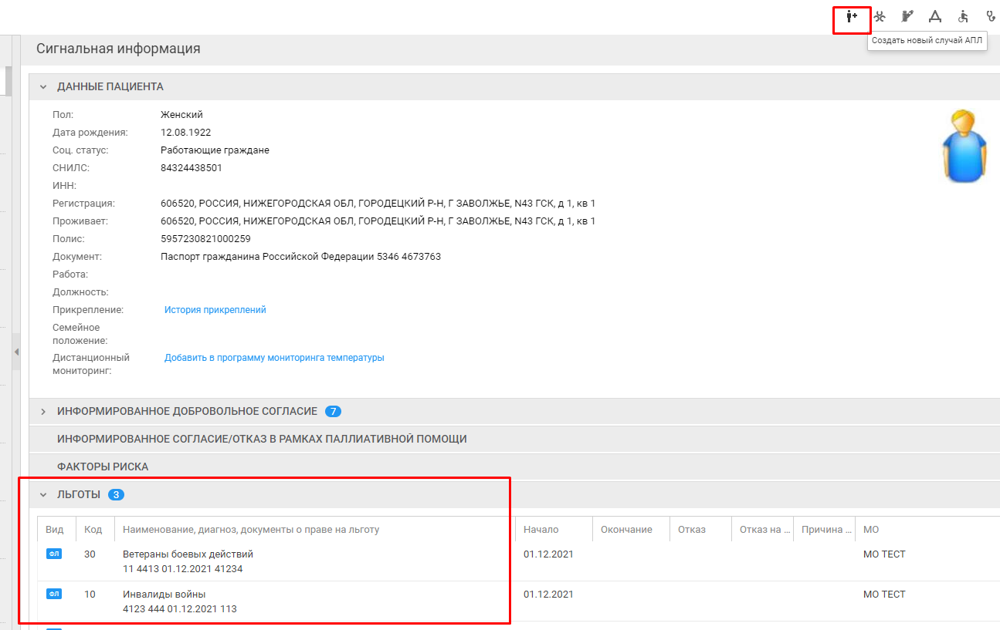 Создать новый случай АПЛ
Сигнальная информация
ДАННЫЕ ПАЦИЕНТА
Пол: Женский
Дата рождения: 12.08.1922
Соц. статус: Работающие граждане
СНИЛС: 84324438501
ИНН:
Регистрация: 606520, РОССИЯ, НИЖЕГОРОДСКАЯ ОБЛ, ГОРОДЕЦКИЙ Р-Н, Г ЗАВОЛЖЬЕ, N43 ГСК, д 1, кв 1
Проживает: 606520, РОССИЯ, НИЖЕГОРОДСКАЯ ОБЛ, ГОРОДЕЦКИЙ Р-Н, Г ЗАВОЛЖЬЕ, N43 ГСК, д 1, кв 1
Полис: 5957230821000259
Документ: Паспорт гражданина Российской Федерации 5346 4673763
Работа:
Должность:
Прикрепление: История прикреплений
Семейное
положение:
Дистанционный Добавить в программу мониторинга температуры
мониторинг:
ИНФОРМИРОВАННОЕ ДОБРОВОЛЬНОЕ СОГЛАСИЕ 7
ИНФОРМИРОВАННОЕ СОГЛАСИЕ/ОТКАЗ В РАМКАХ ПАЛЛИАТИВНОЙ ПОМОЩИ
ФАКТОРЫ РИСКА
ЛЬГОТЫ 3
Вид Код Наименование, диагноз, документы о праве на льготу Начало Окончание Отказ Отказ на ... Причина ... МО
ФЛ 30 Ветераны боевых действий 01.12.2021 МО ТЕСТ
11 4413 01.12.2021 41234
ФЛ 10 Инвалиды войны 01.12.2021 МО ТЕСТ
4123 444 01.12.2021 113